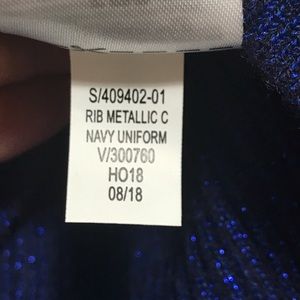 S/409402-01
RIB METALLIC C
NAVY UNIFORM
V/300760
HO18
08/18